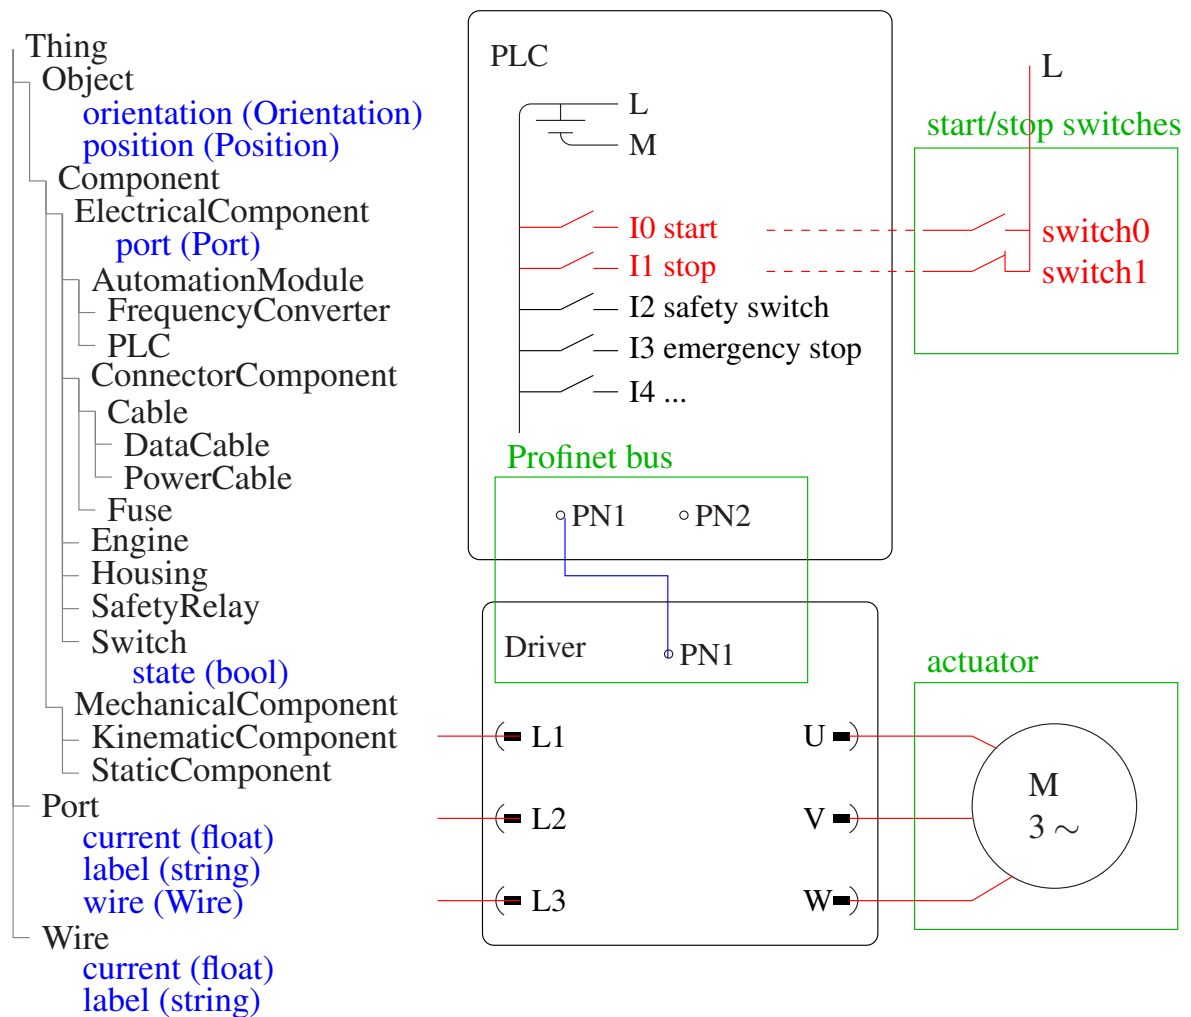 Thing
Object
orientation (Orientation)
position (Position)
Component
ElectricalComponent
port (Port)
AutomationModule
FrequencyConverter
PLC
ConnectorComponent
Cable
DataCable
PowerCable
Fuse
Engine
Housing
SafetyRelay
Switch
state (bool)
MechanicalComponent
KinematicComponent
StaticComponent
Port
current (float)
label (string)
wire (Wire)
Wire
current (float)
label (string)
PLC
L
M
I0 start
I1 stop
I2 safety switch
I3 emergency stop
I4 ...
Profinet bus
PN1
PN2
Driver
PN1
L1
L2
L3
U
V
W
L
start/stop switches
switch0
switch1
actuator
M
3 ∼